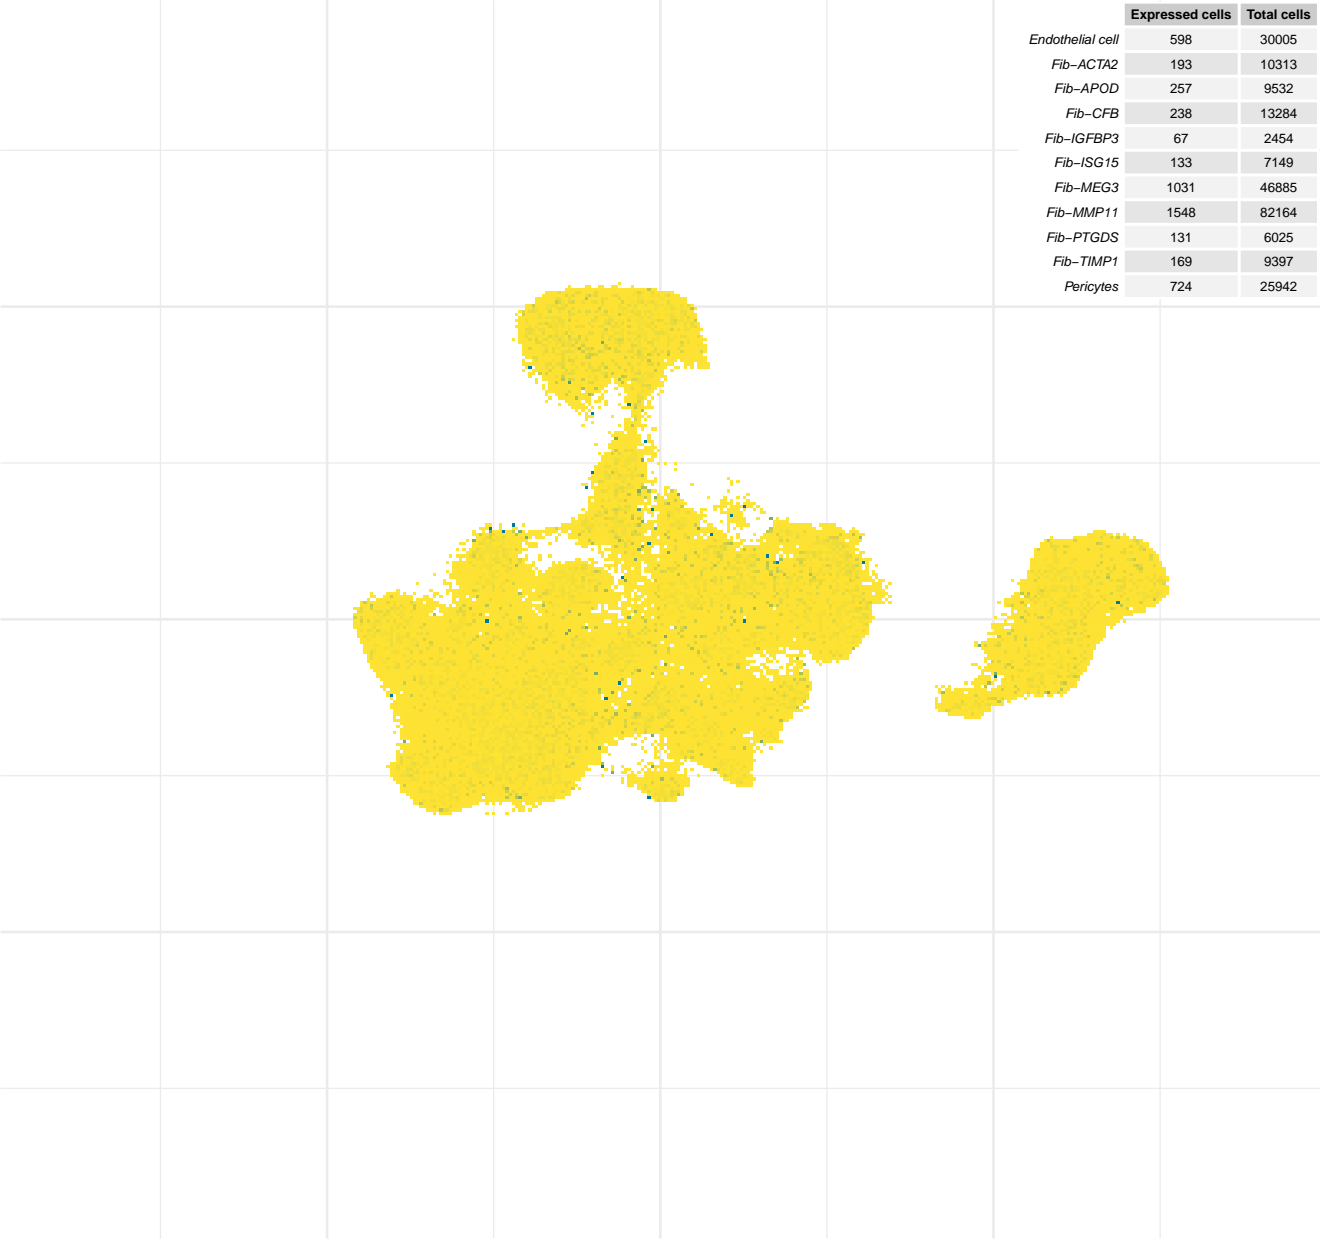 Expressed cells Total cells
Endothelial cell 598 30005
Fib−ACTA2 193 10313
Fib−APOD 257 9532
Fib−CFB 238 13284
Fib−IGFBP3 67 2454
Fib−ISG15 133 7149
Fib−MEG3 1031 46885
Fib−MMP11 1548 82164
Fib−PTGDS 131 6025
Fib−TIMP1 169 9397
Pericytes 724 25942